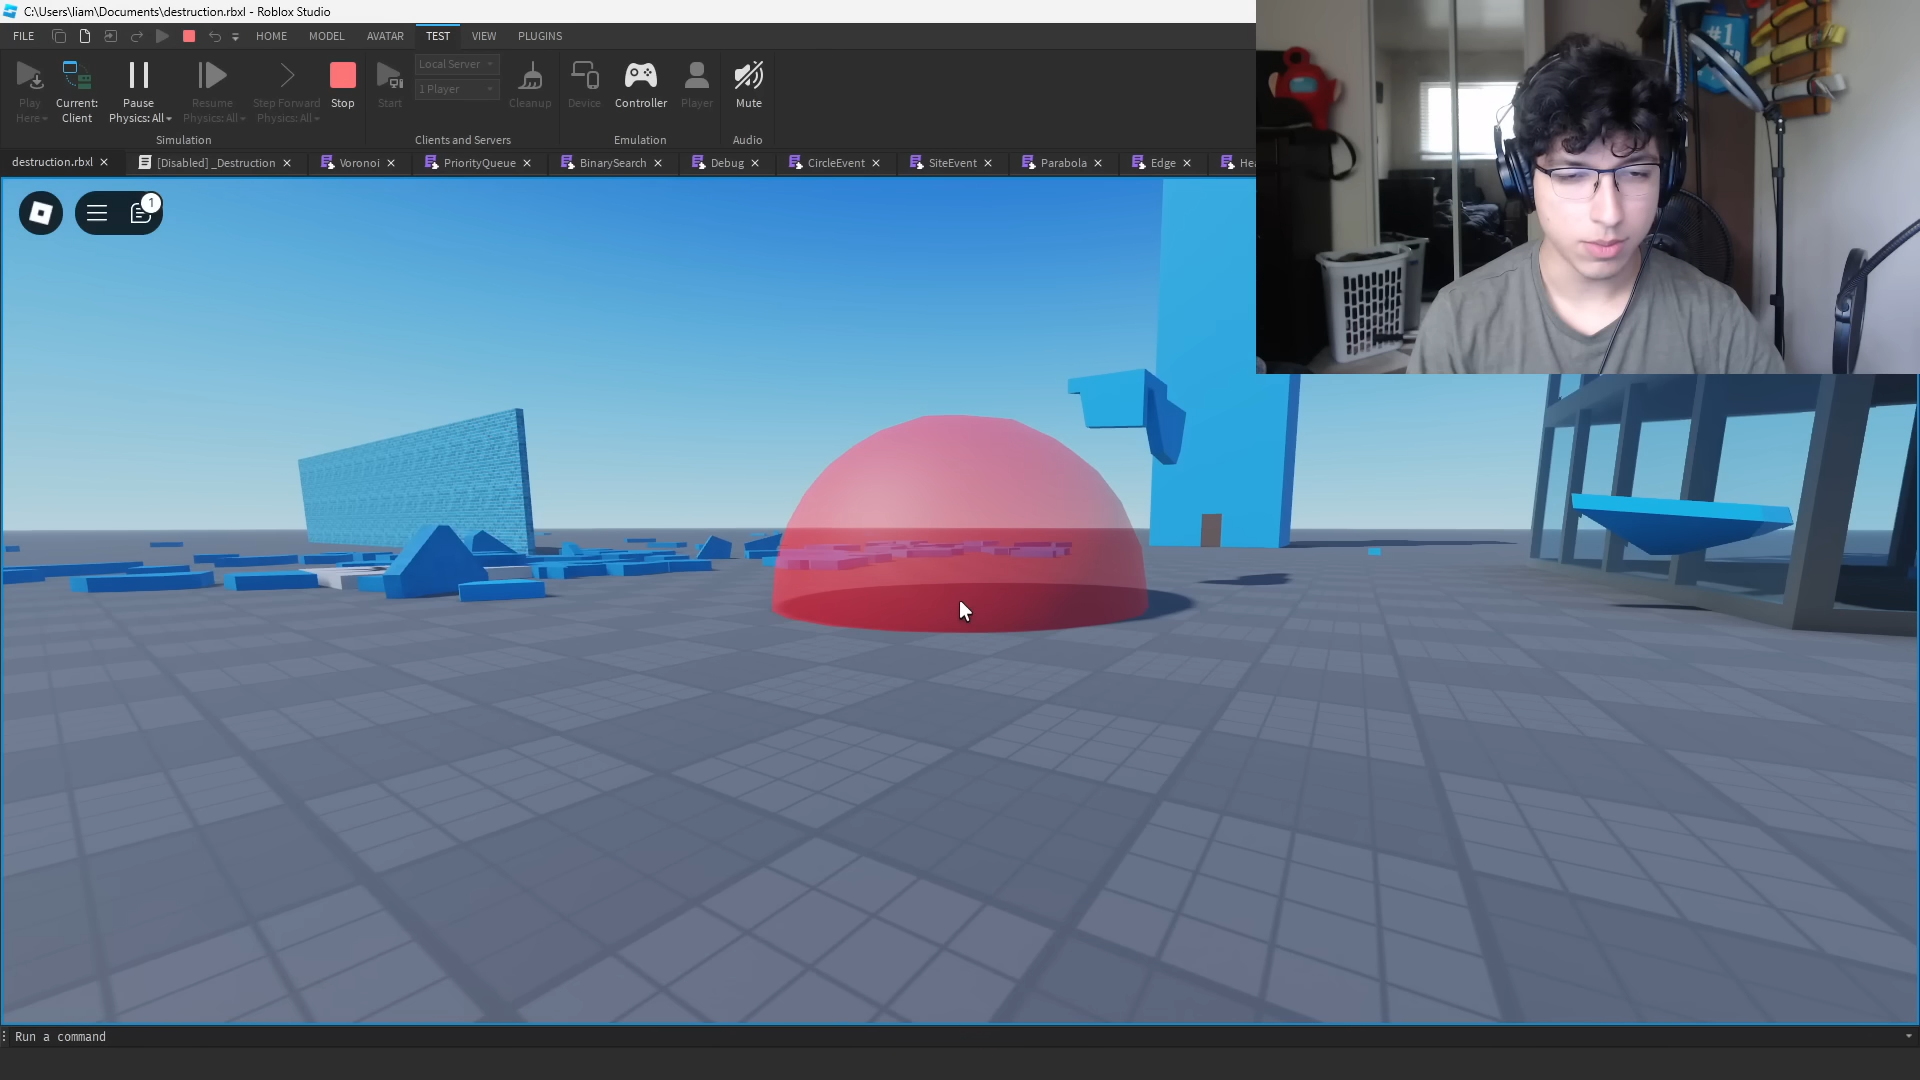 C:\Users\liam\Documents\destruction.rbxl - Roblox Studio
FILE HOME MODEL AVATAR TEST VIEW PLUGINS
Play Here
Current: Client
Pause Physics: All
Resume Physics: All
Step Forward Physics: All
Stop
Simulation
Start
Local Server
1 Player
Cleanup
Clients and Servers
Device
Controller
Player
Emulation
Mute
Audio
destruction.rbxl [Disabled] _Destruction Voronoi PriorityQueue BinarySearch Debug CircleEvent SiteEvent Parabola Edge Hea
1
#1
Run a command